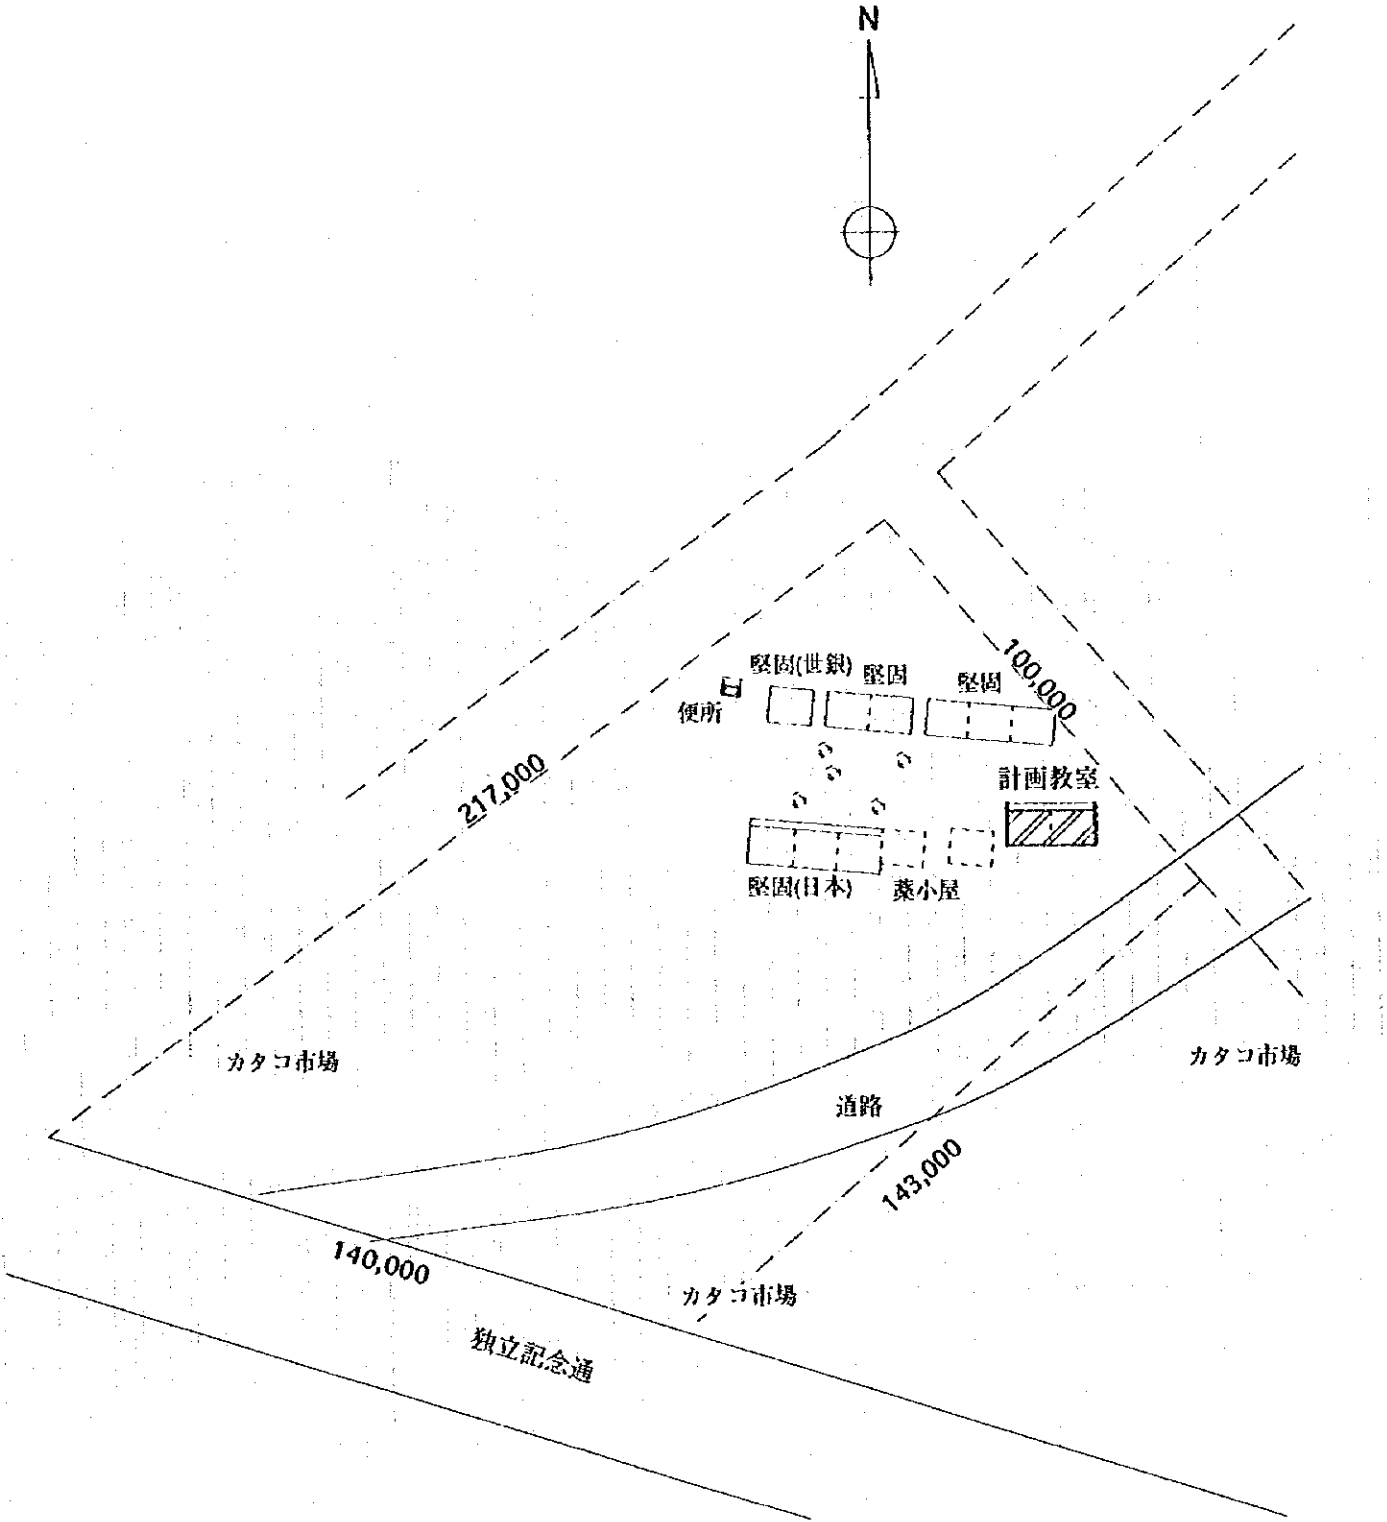 N
堅固(世銀)
堅固
堅固
100,000
便所
217,000
計画教室
堅固(日本)
藁小屋
カタコ市場
カタコ市場
道路
143,000
140,000
カタコ市場
独立記念通